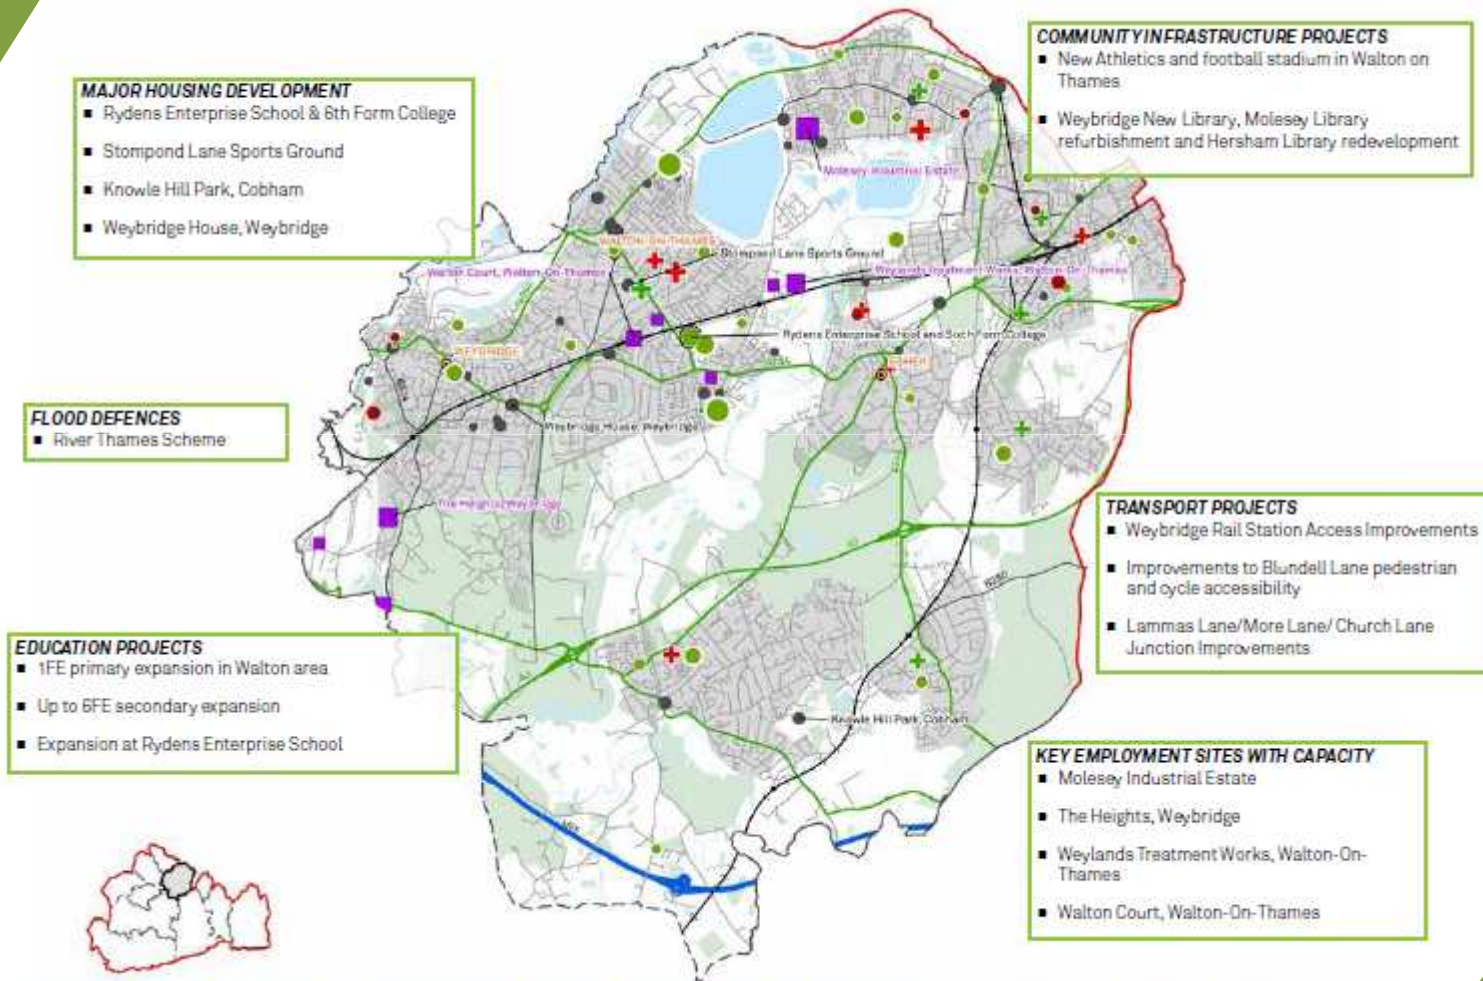 MAJOR HOUSING DEVELOPMENT
▪ Rydens Enterprise School & 6th Form College
▪ Stompond Lane Sports Ground
▪ Knowle Hill Park, Cobham
▪ Weybridge House, Weybridge
COMMUNITY INFRASTRUCTURE PROJECTS
▪ New Athletics and football stadium in Walton on
Thames
▪ Weybridge New Library, Molesey Library
refurbishment and Hersham Library redevelopment
Molesey Industrial Estate
WALTON-ON-THAMES
Stompond Lane Sports Ground
Walton Court, Walton-On-Thames
Weylands Treatment Works, Walton-On-Thames
Rydens Enterprise School and Sixth Form College
WEYBRIDGE
ESHER
FLOOD DEFENCES
▪ River Thames Scheme
Weybridge House, Weybridge
The Heights, Weybridge
TRANSPORT PROJECTS
▪ Weybridge Rail Station Access Improvements
▪ Improvements to Blundell Lane pedestrian
and cycle accessibility
▪ Lammas Lane/More Lane/ Church Lane
Junction Improvements
EDUCATION PROJECTS
▪ 1FE primary expansion in Walton area
▪ Up to 6FE secondary expansion
▪ Expansion at Rydens Enterprise School
Knowle Hill Park, Cobham
KEY EMPLOYMENT SITES WITH CAPACITY
▪ Molesey Industrial Estate
▪ The Heights, Weybridge
▪ Weylands Treatment Works, Walton-On-
Thames
▪ Walton Court, Walton-On-Thames